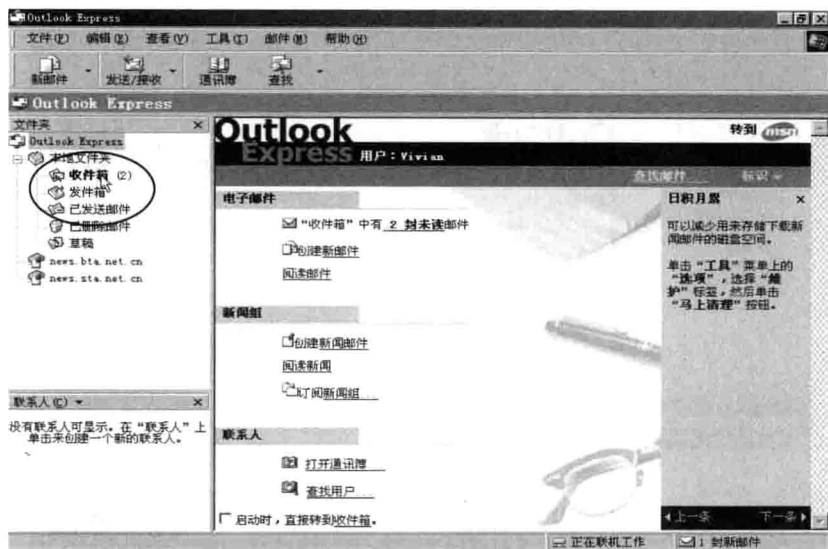 Outlook Express
文件(F) 编辑(E) 查看(V) 工具(T) 邮件(M) 帮助(H)
新邮件 发送/接收 通讯簿 查找
Outlook Express
文件夹
Outlook Express
本地文件夹
收件箱 (2)
发件箱
已发送邮件
已删除邮件
草稿
news.bta.net.cn
news.sta.net.cn
联系人(C)
没有联系人可显示。在“联系人”上
单击来创建一个新的联系人。
Outlook
Express 用户:Vivian
转到 msn
查找邮件... 标识
电子邮件
“收件箱”中有 2 封未读邮件
创建新邮件
阅读邮件
新闻组
创建新闻邮件
阅读新闻
订阅新闻组...
联系人
打开通讯簿...
查找用户...
启动时,直接转到收件箱。
日积月累
可以减少用来存储下载新
闻邮件的磁盘空间。
单击“工具”菜单上的
“选项”,选择“维
护”标签,然后单击
“马上清理”按钮。
上一条 下一条
正在联机工作 1 封新邮件